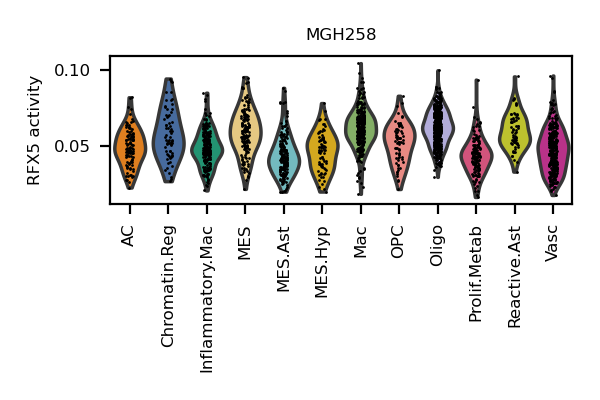 MGH258
RFX5 activity
0.10
0.05
AC
Chromatin.Reg
Inflammatory.Mac
MES
MES.Ast
MES.Hyp
Mac
OPC
Oligo
Prolif.Metab
Reactive.Ast
Vasc